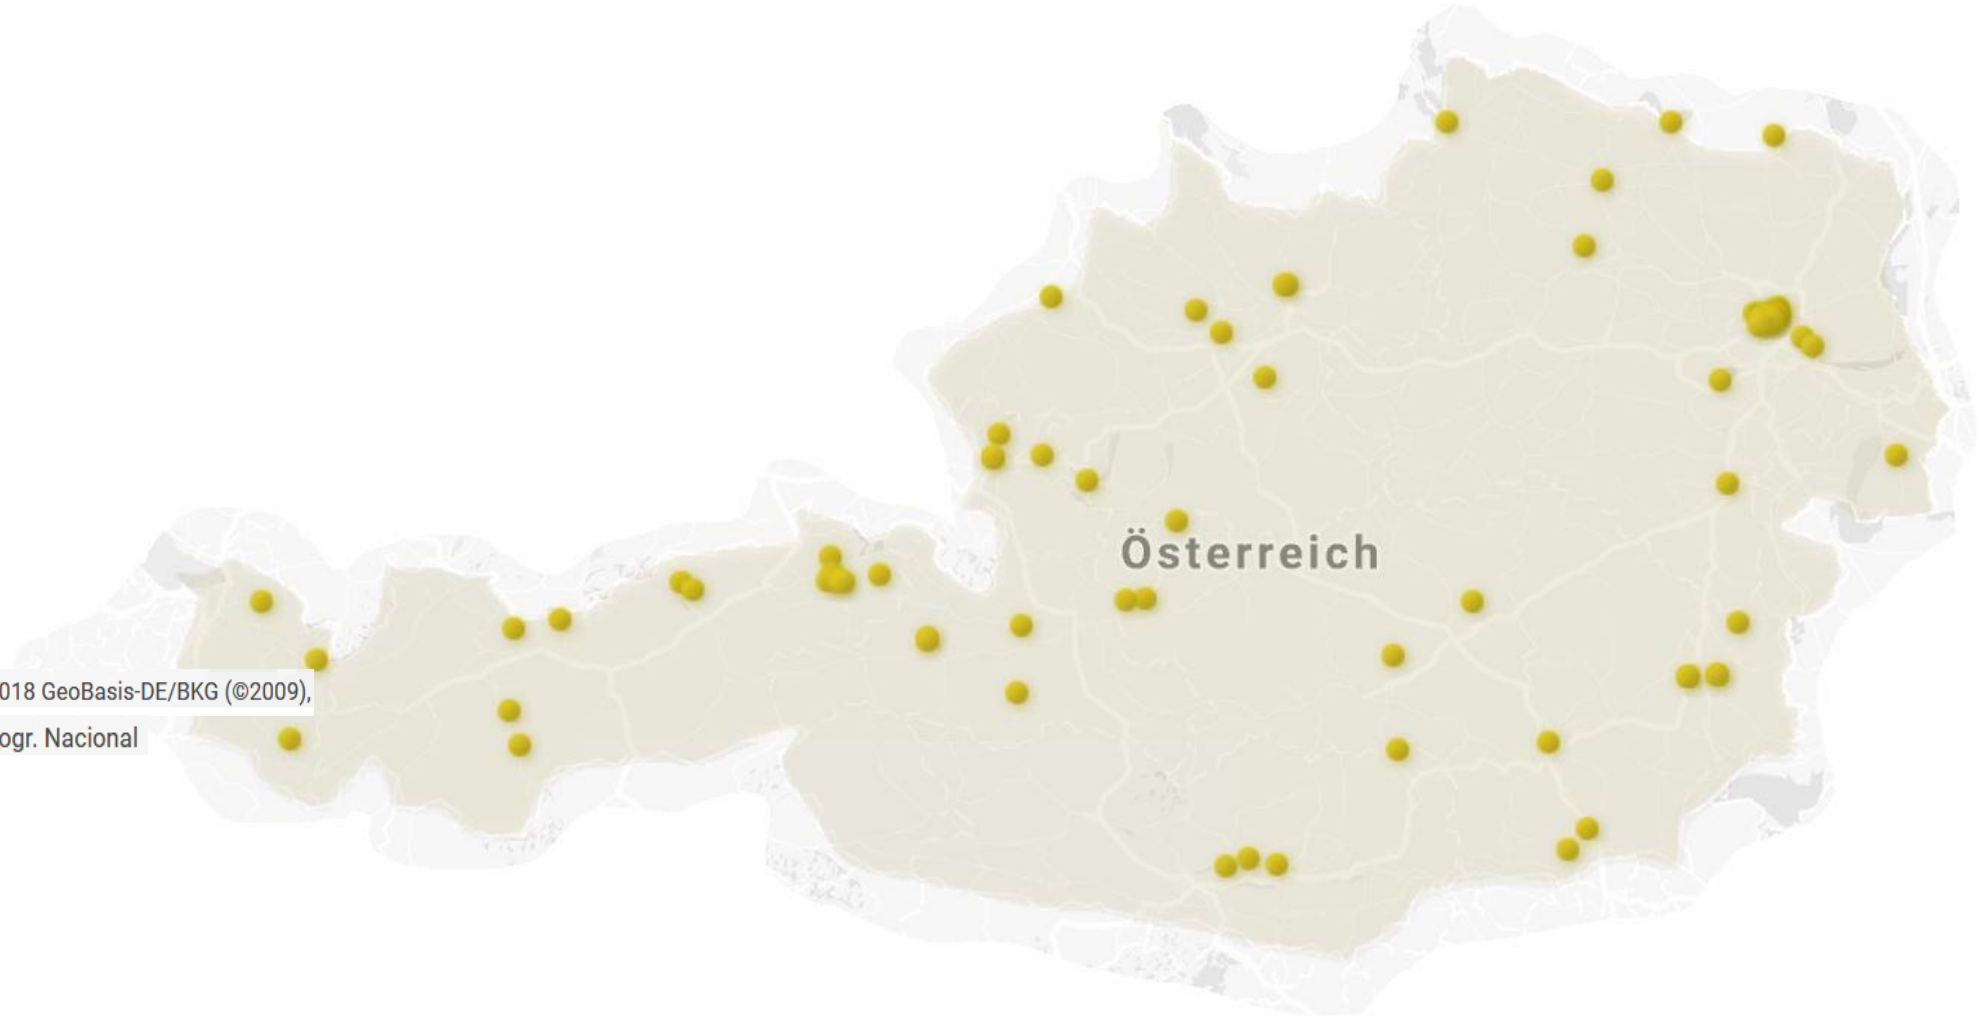 Österreich
018 GeoBasis-DE/BKG (©2009),
ogr. Nacional